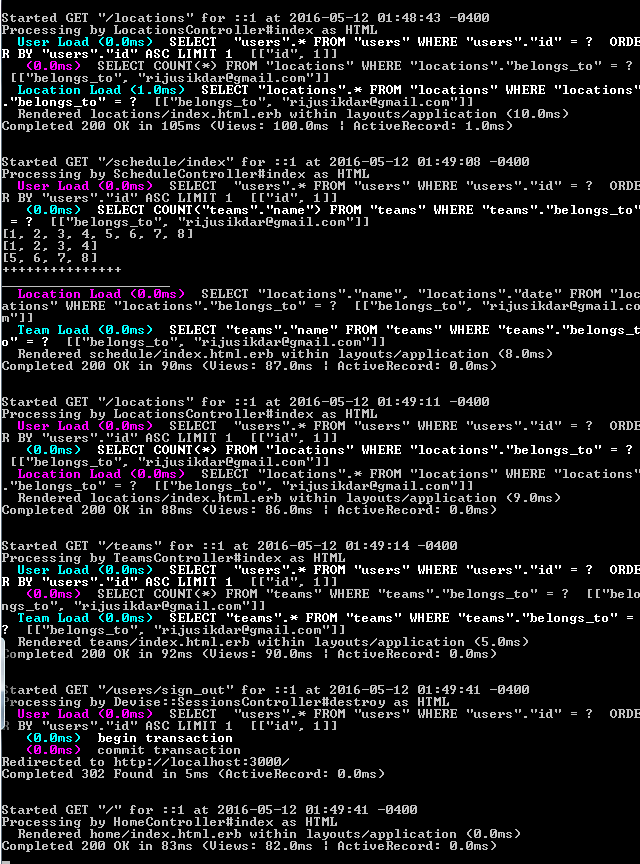 Started GET "/locations" for ::1 at 2016-05-12 01:48:43 -0400
Processing by LocationsController#index as HTML
  User Load (0.0ms)  SELECT  "users".* FROM "users" WHERE "users"."id" = ?  ORDE
R BY "users"."id" ASC LIMIT 1  [["id", 1]]
   (0.0ms)  SELECT COUNT(*) FROM "locations" WHERE "locations"."belongs_to" = ?
 [["belongs_to", "rijusikdar@gmail.com"]]
  Location Load (1.0ms)  SELECT "locations".* FROM "locations" WHERE "locations"
."belongs_to" = ?  [["belongs_to", "rijusikdar@gmail.com"]]
  Rendered locations/index.html.erb within layouts/application (10.0ms)
Completed 200 OK in 105ms (Views: 100.0ms | ActiveRecord: 1.0ms)
Started GET "/schedule/index" for ::1 at 2016-05-12 01:49:08 -0400
Processing by ScheduleController#index as HTML
  User Load (0.0ms)  SELECT  "users".* FROM "users" WHERE "users"."id" = ?  ORDE
R BY "users"."id" ASC LIMIT 1  [["id", 1]]
   (0.0ms)  SELECT COUNT("teams"."name") FROM "teams" WHERE "teams"."belongs_to"
 = ?  [["belongs_to", "rijusikdar@gmail.com"]]
[1, 2, 3, 4, 5, 6, 7, 8]
[1, 2, 3, 4]
[5, 6, 7, 8]
+++++++++++++++
_____________________
  Location Load (0.0ms)  SELECT "locations"."name", "locations"."date" FROM "loc
ations" WHERE "locations"."belongs_to" = ?  [["belongs_to", "rijusikdar@gmail.co
m"]]
  Team Load (0.0ms)  SELECT "teams"."name" FROM "teams" WHERE "teams"."belongs_t
o" = ?  [["belongs_to", "rijusikdar@gmail.com"]]
  Rendered schedule/index.html.erb within layouts/application (8.0ms)
Completed 200 OK in 90ms (Views: 87.0ms | ActiveRecord: 0.0ms)
Started GET "/locations" for ::1 at 2016-05-12 01:49:11 -0400
Processing by LocationsController#index as HTML
  User Load (0.0ms)  SELECT  "users".* FROM "users" WHERE "users"."id" = ?  ORDE
R BY "users"."id" ASC LIMIT 1  [["id", 1]]
   (0.0ms)  SELECT COUNT(*) FROM "locations" WHERE "locations"."belongs_to" = ?
 [["belongs_to", "rijusikdar@gmail.com"]]
  Location Load (0.0ms)  SELECT "locations".* FROM "locations" WHERE "locations"
."belongs_to" = ?  [["belongs_to", "rijusikdar@gmail.com"]]
  Rendered locations/index.html.erb within layouts/application (9.0ms)
Completed 200 OK in 88ms (Views: 86.0ms | ActiveRecord: 0.0ms)
Started GET "/teams" for ::1 at 2016-05-12 01:49:14 -0400
Processing by TeamsController#index as HTML
  User Load (0.0ms)  SELECT  "users".* FROM "users" WHERE "users"."id" = ?  ORDE
R BY "users"."id" ASC LIMIT 1  [["id", 1]]
   (0.0ms)  SELECT COUNT(*) FROM "teams" WHERE "teams"."belongs_to" = ?  [["belo
ngs_to", "rijusikdar@gmail.com"]]
  Team Load (0.0ms)  SELECT "teams".* FROM "teams" WHERE "teams"."belongs_to" =
?  [["belongs_to", "rijusikdar@gmail.com"]]
  Rendered teams/index.html.erb within layouts/application (5.0ms)
Completed 200 OK in 92ms (Views: 90.0ms | ActiveRecord: 0.0ms)
Started GET "/users/sign_out" for ::1 at 2016-05-12 01:49:41 -0400
Processing by Devise::SessionsController#destroy as HTML
  User Load (0.0ms)  SELECT  "users".* FROM "users" WHERE "users"."id" = ?  ORDE
R BY "users"."id" ASC LIMIT 1  [["id", 1]]
   (0.0ms)  begin transaction
   (0.0ms)  commit transaction
Redirected to http://localhost:3000/
Completed 302 Found in 5ms (ActiveRecord: 0.0ms)
Started GET "/" for ::1 at 2016-05-12 01:49:41 -0400
Processing by HomeController#index as HTML
  Rendered home/index.html.erb within layouts/application (0.0ms)
Completed 200 OK in 83ms (Views: 82.0ms | ActiveRecord: 0.0ms)